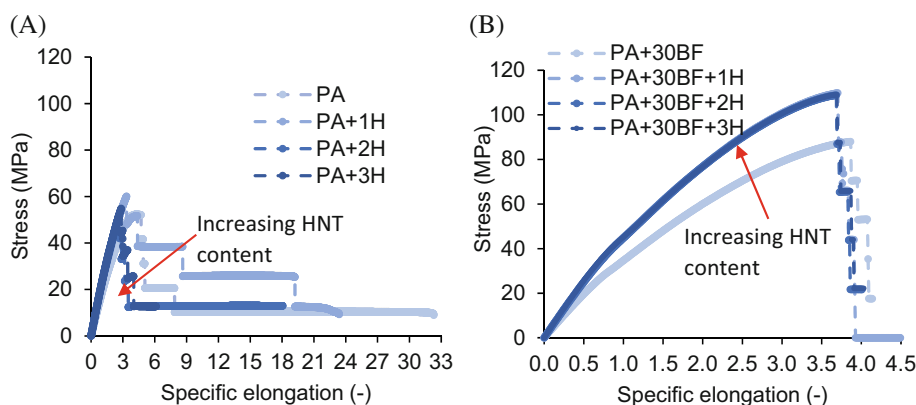 (A)
Stress (MPa)
120
100
80
60
40
20
0
PA
PA+1H
PA+2H
PA+3H
Increasing HNT
content
0 3 6 9 12 15 18 21 24 27 30 33
Specific elongation (-)
(B)
Stress (MPa)
120
100
80
60
40
20
0
PA+30BF
PA+30BF+1H
PA+30BF+2H
PA+30BF+3H
Increasing HNT
content
0.0 0.5 1.0 1.5 2.0 2.5 3.0 3.5 4.0 4.5
Specific elongation (-)